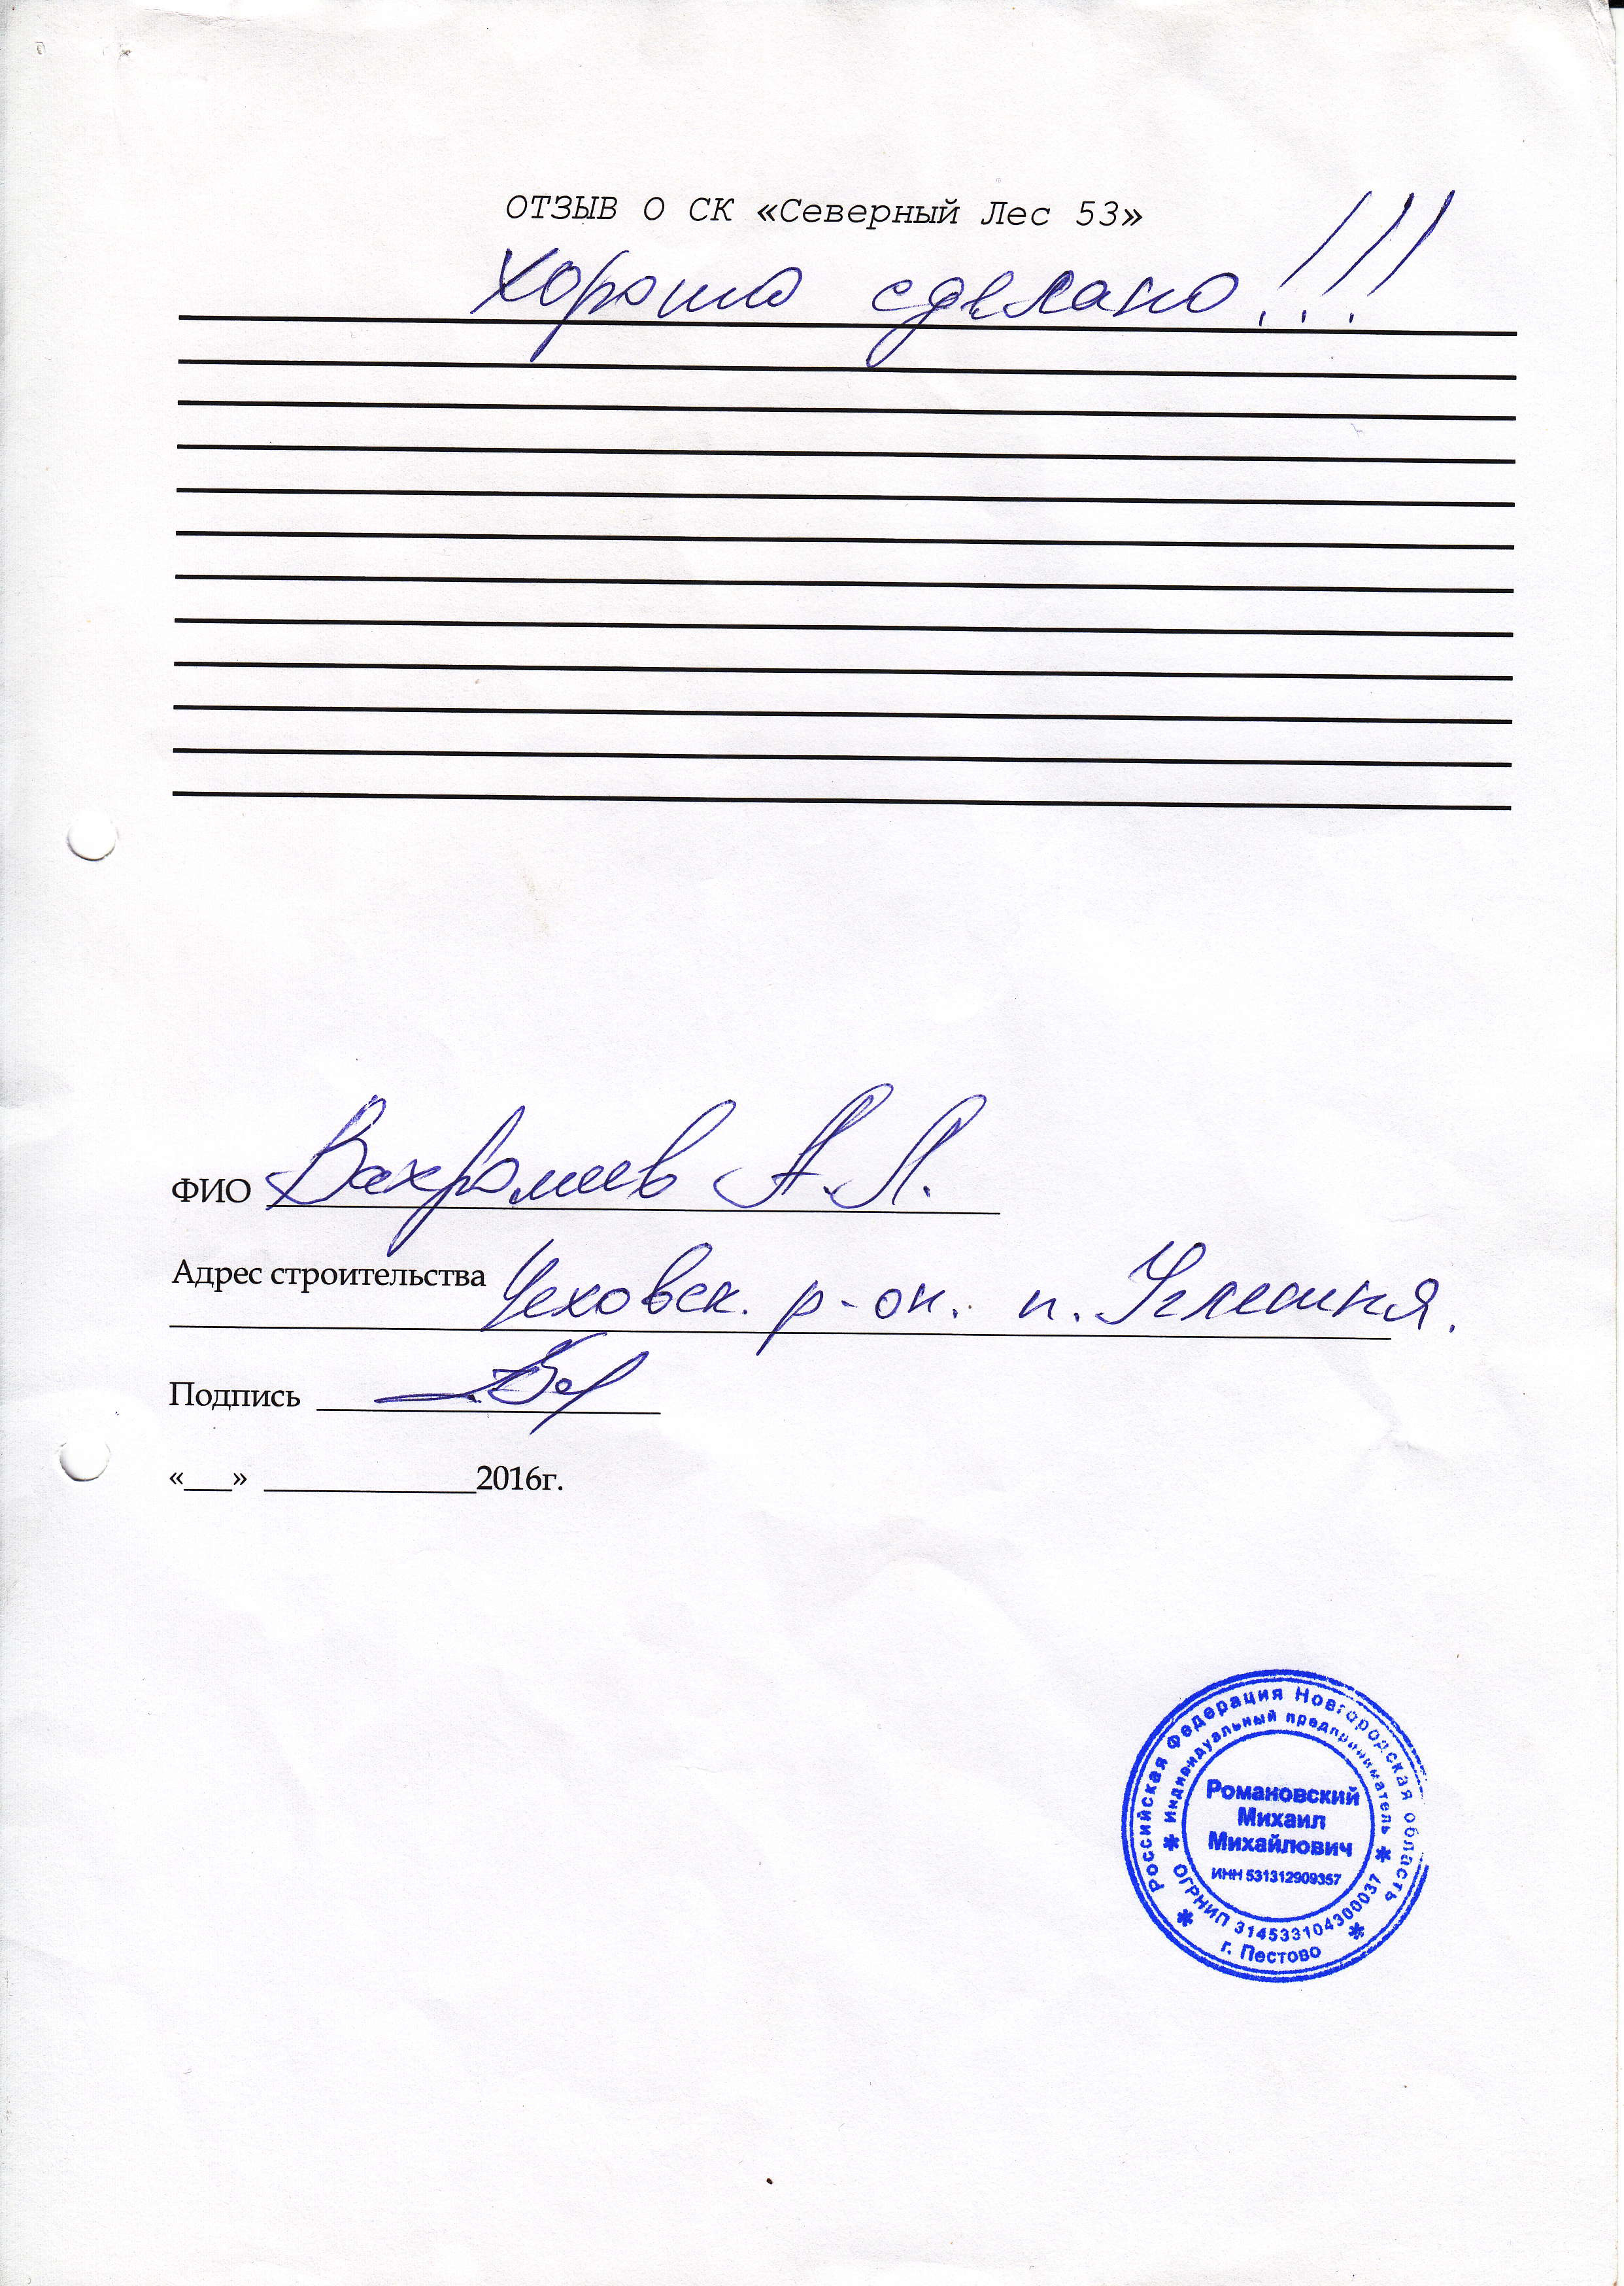 ОТЗЫВ О СК «Северный Лес 53»
Хорошо сделано!!!
ФИО Вахромеев А.Л.
Адрес строительства Чеховск. р-он. п. Углешня.
Подпись
«___» ____________2016г.
Российская Федерация Новгородская область
Индивидуальный предприниматель
Романовский
Михаил
Михайлович
ИНН 531312909357
ОГРНИП 314533104300037
г. Пестово